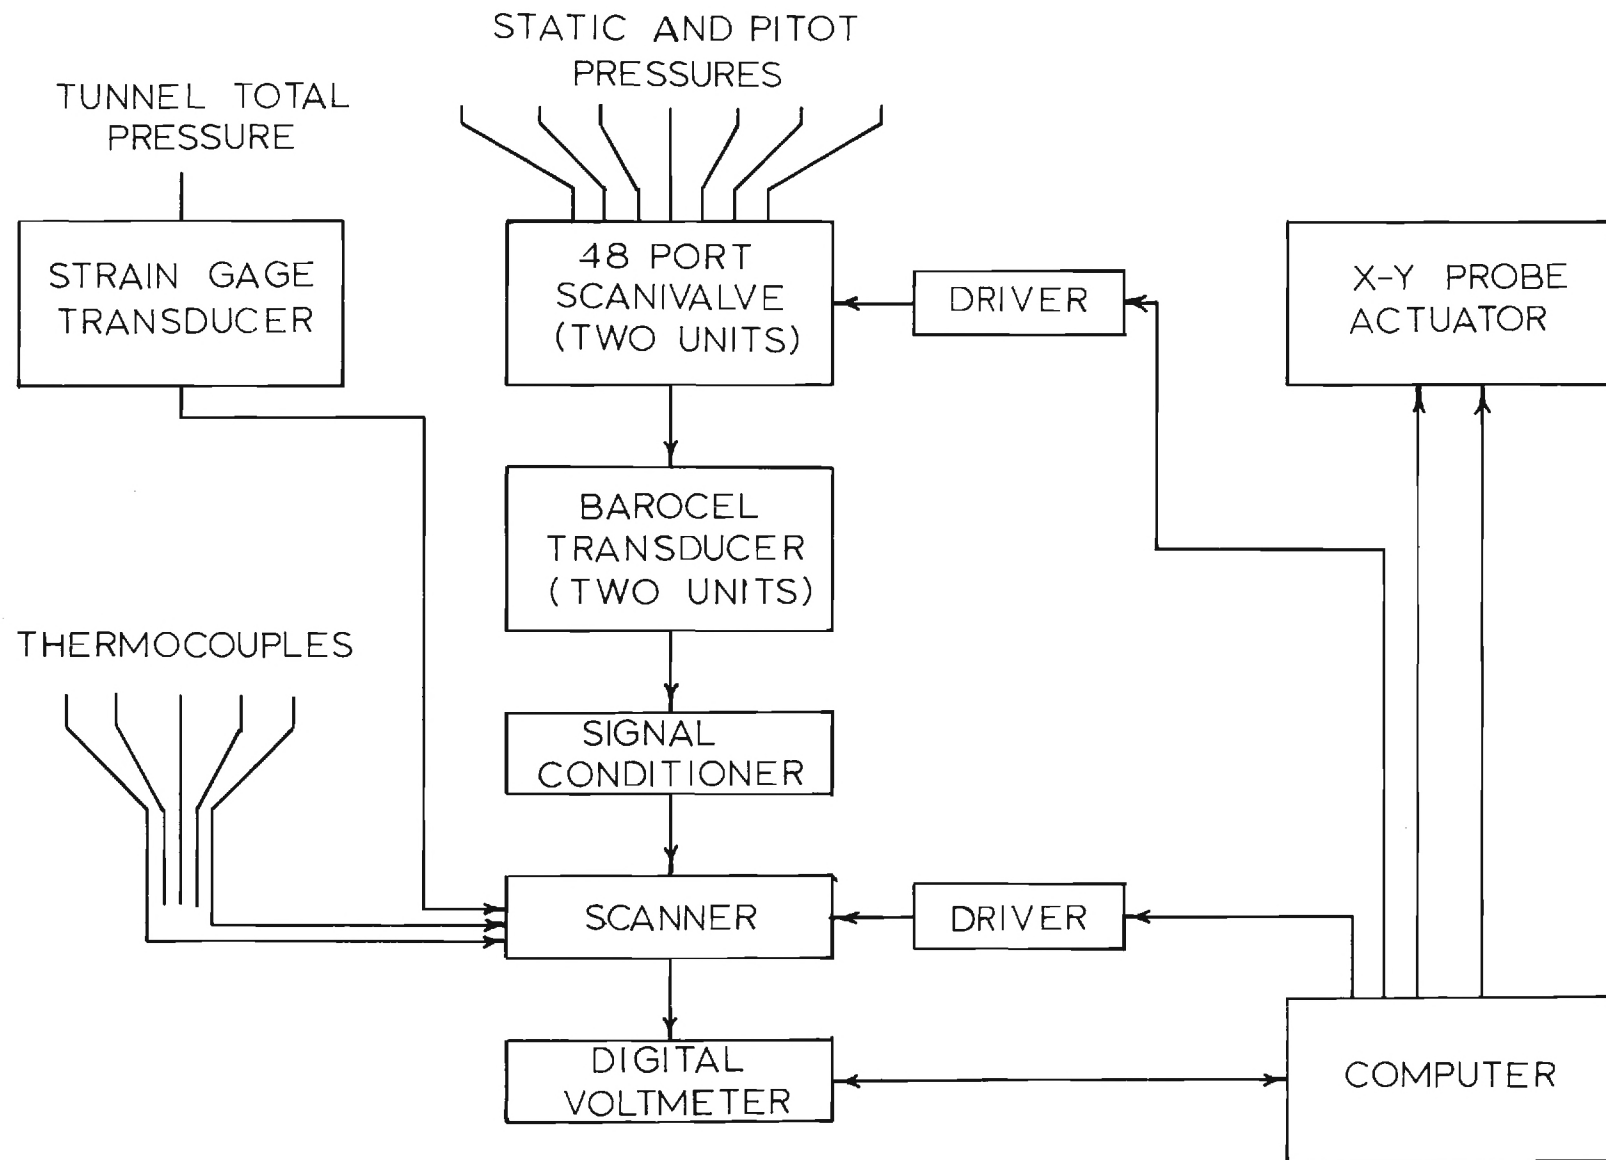 STATIC AND PITOT
PRESSURES
TUNNEL TOTAL
PRESSURE
STRAIN GAGE
TRANSDUCER
48 PORT
SCANIVALVE
(TWO UNITS)
DRIVER
X-Y PROBE
ACTUATOR
BAROCEL
TRANSDUCER
(TWO UNITS)
THERMOCOUPLES
SIGNAL
CONDITIONER
SCANNER
DRIVER
DIGITAL
VOLTMETER
COMPUTER